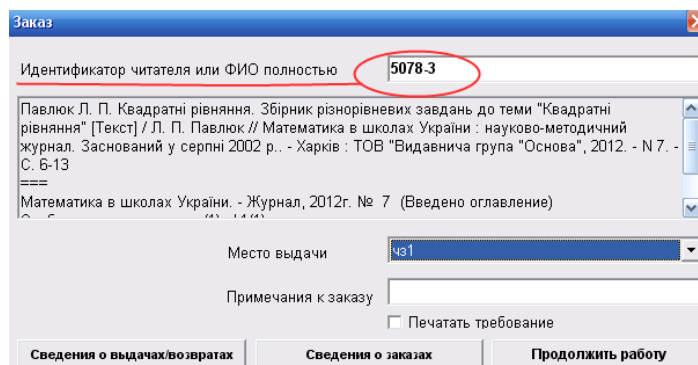 Заказ
Идентификатор читателя или ФИО полностью 5078-3
Павлюк Л. П. Квадратні рівняння. Збірник різнорівневих завдань до теми "Квадратні
рівняння" [Текст] / Л. П. Павлюк // Математика в школах України : науково-методичний
журнал. Заснований у серпні 2002 р.. - Харків : ТОВ "Видавнича група "Основа", 2012. - N 7. -
С. 6-13
===
Математика в школах України. - Журнал, 2012г. № 7 (Введено оглавление)
Место выдачи чз1
Примечания к заказу
Печатать требование
Сведения о выдачах/возвратах Сведения о заказах Продолжить работу